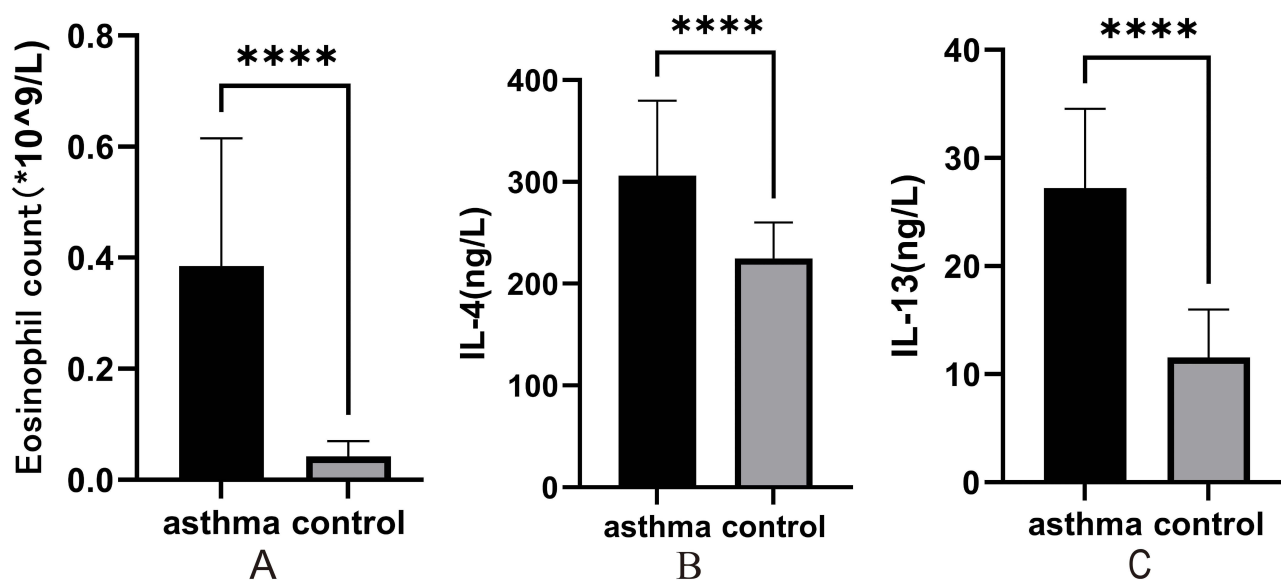 Eosinophil count(*10^9/L)
0.8
0.6
0.4
0.2
0.0
****
asthma control
A
IL-4(ng/L)
400
300
200
100
0
****
asthma control
B
IL-13(ng/L)
40
30
20
10
0
****
asthma control
C